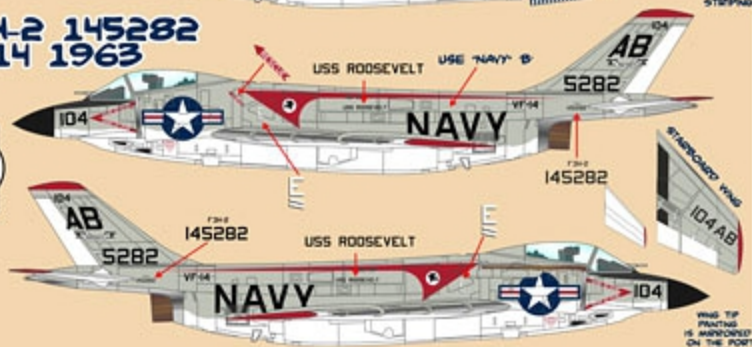 STRIPING
-2 145282
14 1963
104
AB
5282
USS ROOSEVELT
USE "NAVY" "B"
VF-14
104
NAVY
F3H-2
145282
STARBOARD WING
104 AB
104
AB
5282
F3H-2
145282
USS ROOSEVELT
VF-14
NAVY
104
WING TIP
PAINTING
IS MIRRORED
ON THE PORT